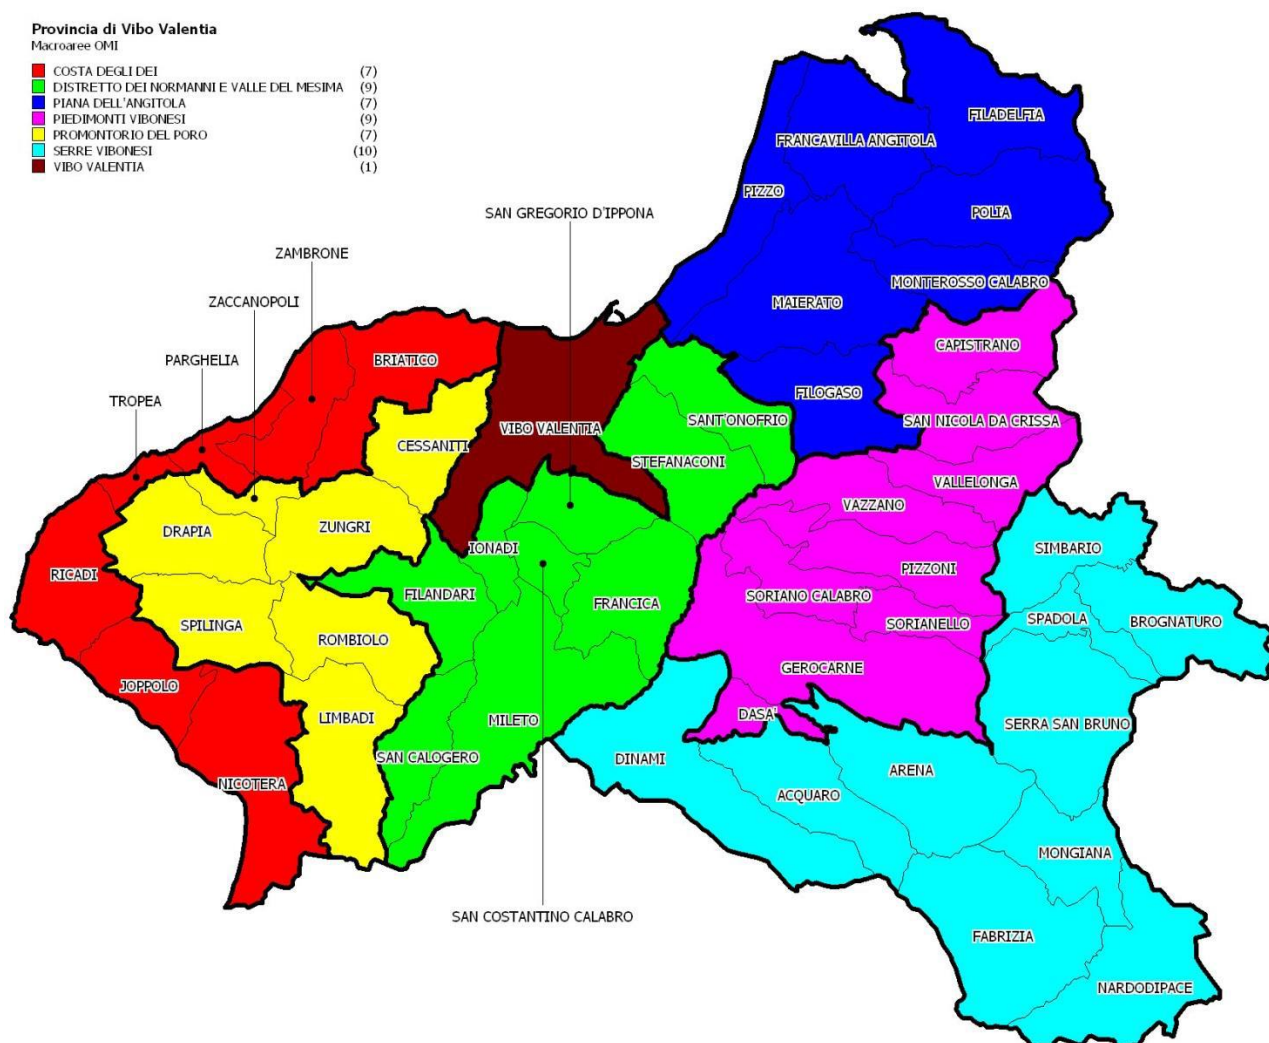 Provincia di Vibo Valentia
Macroaree OMI
COSTA DEGLI DEI (7)
DISTRETTO DEI NORMANNI E VALLE DEL MESIMA (9)
PIANA DELL'ANGITOLA (7)
PIEDIMONTI VIBONESI (9)
PROMONTORIO DEL PORO (7)
SERRE VIBONESI (10)
VIBO VALENTIA (1)
FILADELFIA
FRANCAVILLA ANGITOLA
PIZZO
SAN GREGORIO D'IPPONA
POLIA
ZAMBRONE
MONTEROSSO CALABRO
ZACCANOPOLI
MAIERATO
CAPISTRANO
PARGHELIA
BRIATICO
FILOGASO
TROPEA
SANT'ONOFRIO
SAN NICOLA DA CRISSA
VIBO VALENTIA
CESSANITI
STEFANACONI
VALLELONGA
VAZZANO
DRAPIA
ZUNGRI
IONADI
SIMBARIO
PIZZONI
RICADI
FILANDARI
FRANCICA
SORIANO CALABRO
SPILINGA
SORIANELLO
SPADOLA
BROGNATURO
ROMBIOLO
GEROCARNE
JOPPOLO
DASA'
LIMBADI
MILETO
SERRA SAN BRUNO
SAN CALOGERO
DINAMI
ARENA
NICOTERA
ACQUARO
MONGIANA
SAN COSTANTINO CALABRO
FABRIZIA
NARDODIPACE